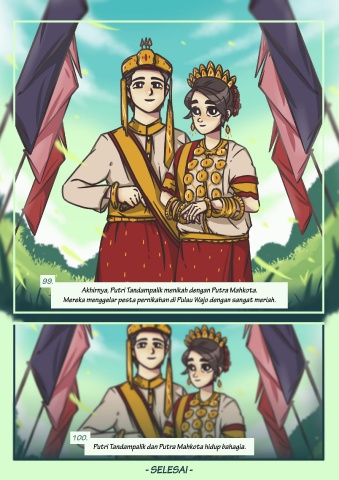 99.
Akhirnya, Putri Tandampalik menikah dengan Putra Mahkota.
Mereka menggelar pesta pernikahan di Pulau Wajo dengan sangat meriah.
100.
Putri Tandampalik dan Putra Mahkota hidup bahagia.
- SELESAI -